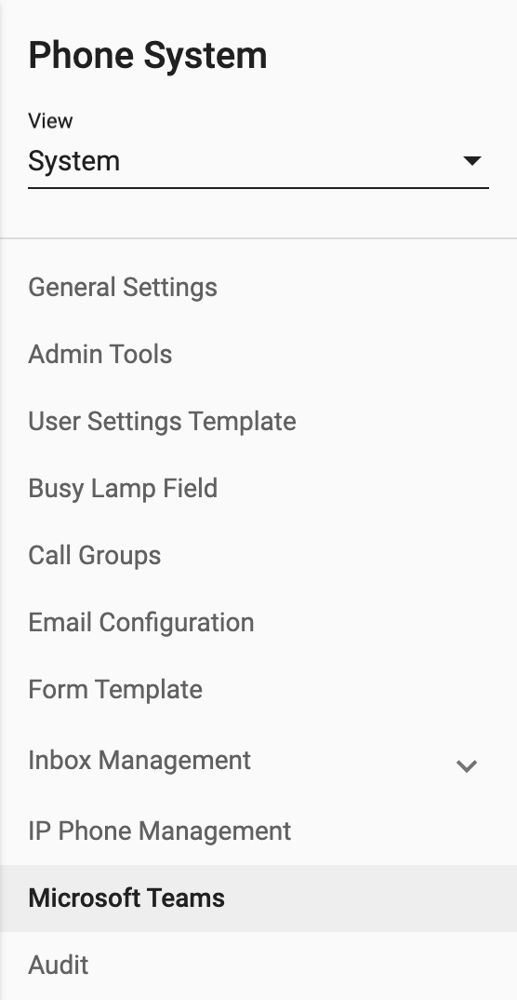 Phone System
View
System
General Settings
Admin Tools
User Settings Template
Busy Lamp Field
Call Groups
Email Configuration
Form Template
Inbox Management
IP Phone Management
Microsoft Teams
Audit